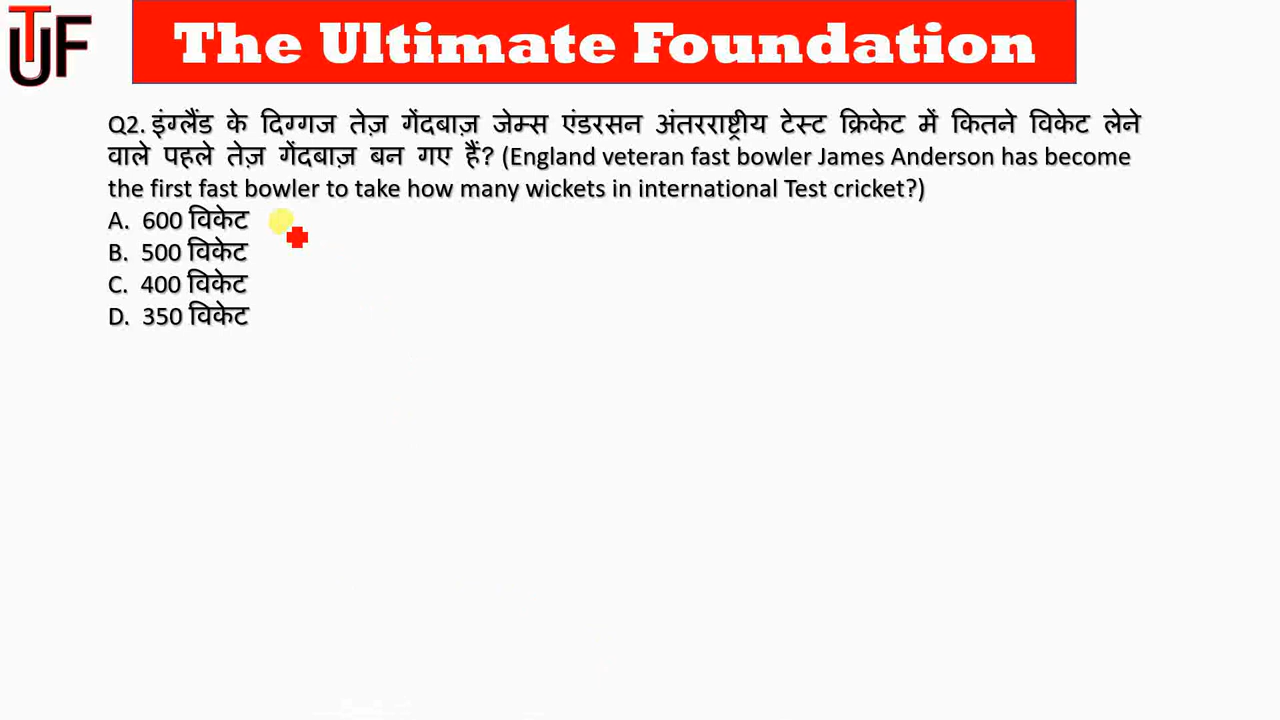 TUF
The Ultimate Foundation
Q2. इंग्लैंड के दिग्गज तेज़ गेंदबाज़ जेम्स एंडरसन अंतरराष्ट्रीय टेस्ट क्रिकेट में कितने विकेट लेने
वाले पहले तेज़ गेंदबाज़ बन गए हैं? (England veteran fast bowler James Anderson has become
the first fast bowler to take how many wickets in international Test cricket?)
A. 600 विकेट
B. 500 विकेट
C. 400 विकेट
D. 350 विकेट